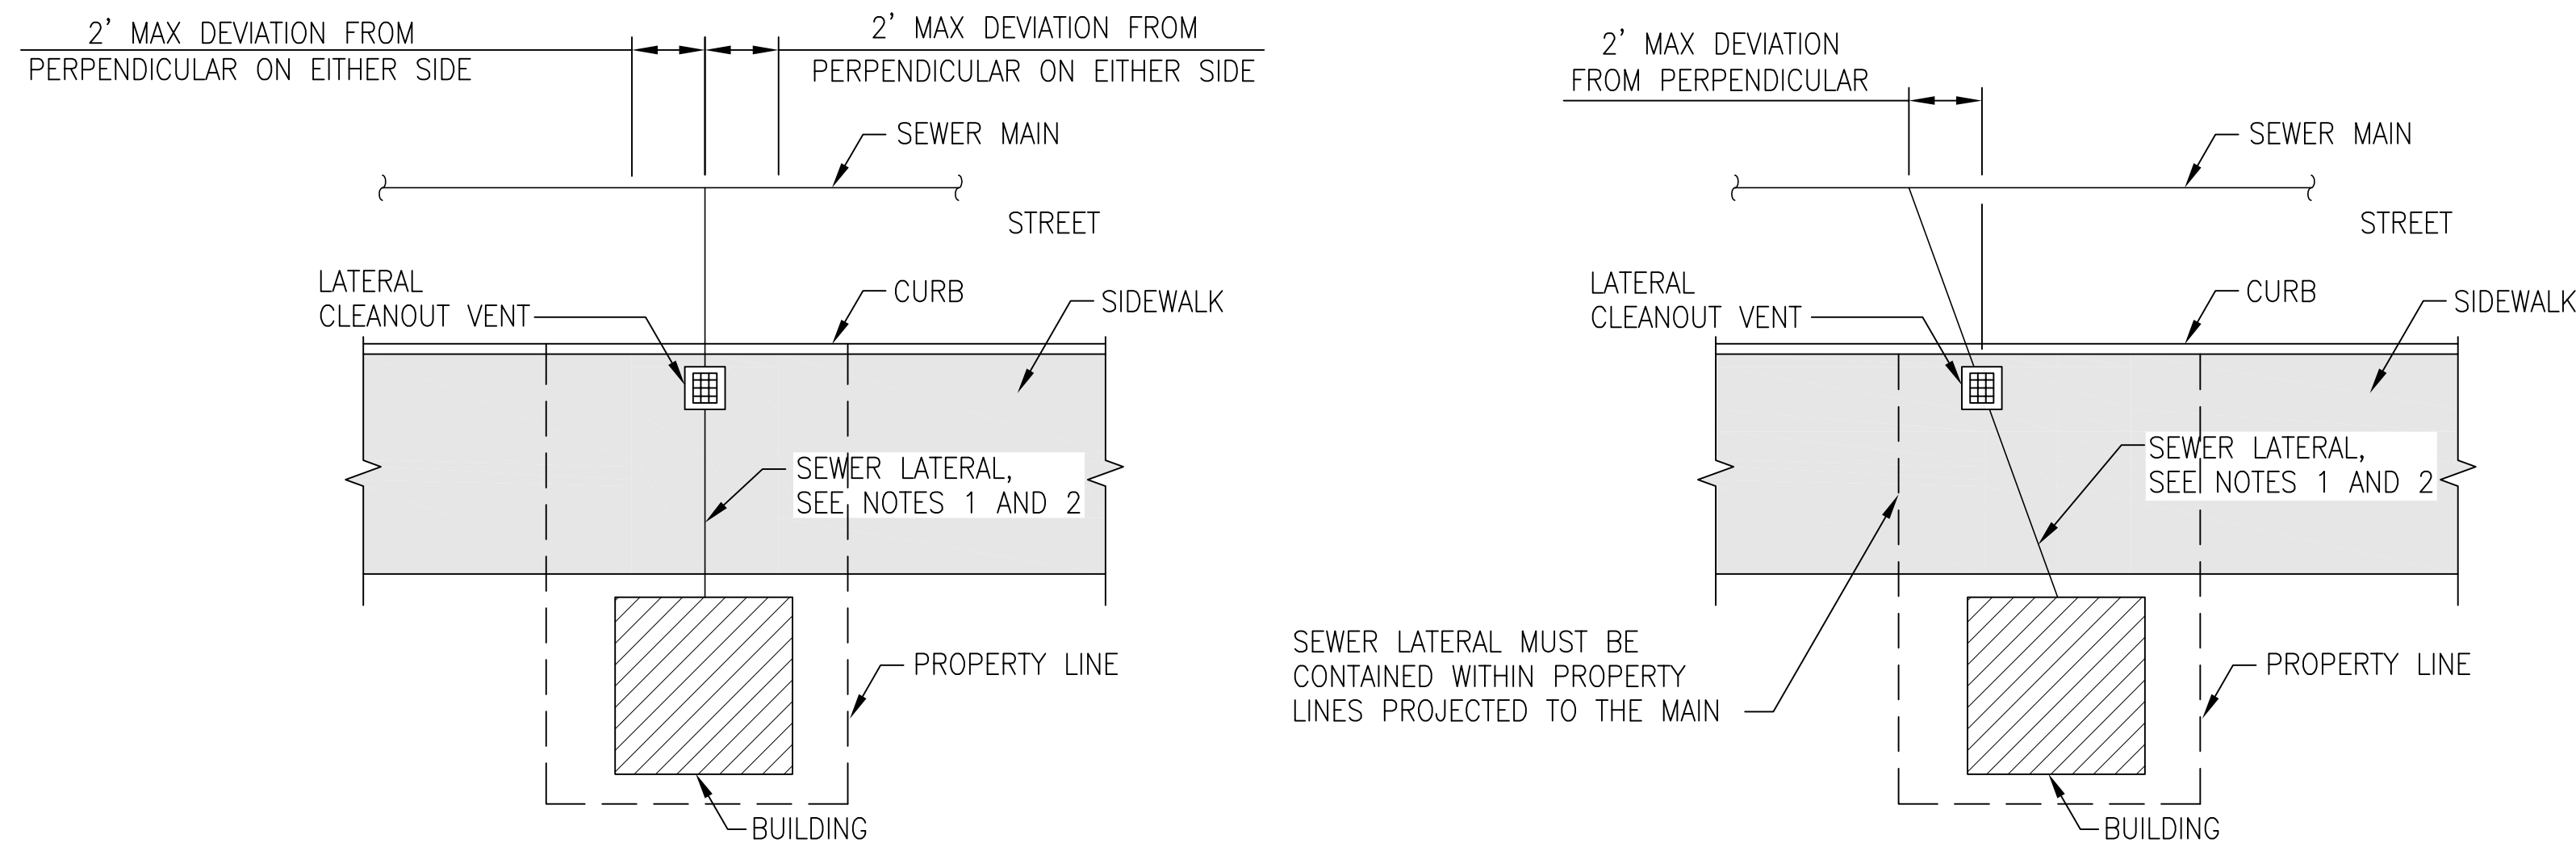 2' MAX DEVIATION FROM
PERPENDICULAR ON EITHER SIDE
2' MAX DEVIATION FROM
PERPENDICULAR ON EITHER SIDE
SEWER MAIN
STREET
LATERAL
CLEANOUT VENT
CURB
SIDEWALK
SEWER LATERAL,
SEE NOTES 1 AND 2
PROPERTY LINE
BUILDING
2' MAX DEVIATION
FROM PERPENDICULAR
SEWER MAIN
STREET
LATERAL
CLEANOUT VENT
CURB
SIDEWALK
SEWER LATERAL,
SEE NOTES 1 AND 2
SEWER LATERAL MUST BE
CONTAINED WITHIN PROPERTY
LINES PROJECTED TO THE MAIN
PROPERTY LINE
BUILDING